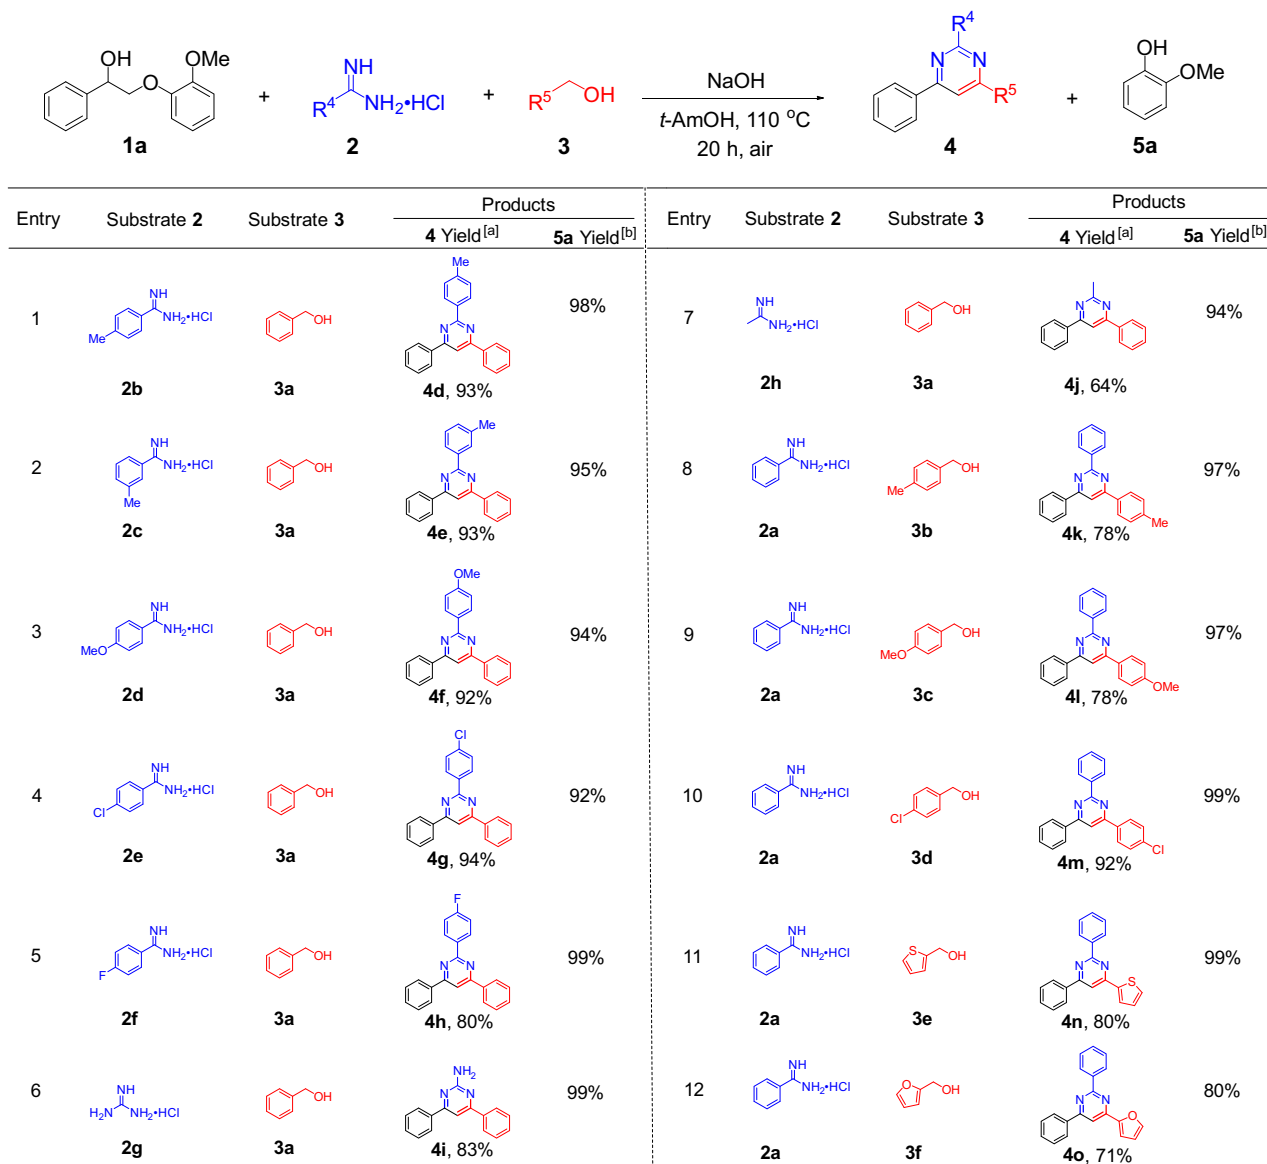 OH
OMe
O
1a
+
NH
R4
NH2•HCl
2
+
R5
OH
3
NaOH
t-AmOH, 110 oC
20 h, air
R4
N
N
R5
4
+
OH
OMe
5a
Entry
Substrate 2
Substrate 3
Products
4 Yield[a]
5a Yield[b]
1
NH
NH2•HCl
Me
2b
OH
3a
Me
N
N
4d, 93%
98%
2
NH
NH2•HCl
Me
2c
OH
3a
Me
N
N
4e, 93%
95%
3
NH
NH2•HCl
MeO
2d
OH
3a
OMe
N
N
4f, 92%
94%
4
NH
NH2•HCl
Cl
2e
OH
3a
Cl
N
N
4g, 94%
92%
5
NH
NH2•HCl
F
2f
OH
3a
F
N
N
4h, 80%
99%
6
NH
H2N
NH2•HCl
2g
OH
3a
NH2
N
N
4i, 83%
99%
Entry
Substrate 2
Substrate 3
Products
4 Yield[a]
5a Yield[b]
7
NH
NH2•HCl
2h
OH
3a
N
N
4j, 64%
94%
8
NH
NH2•HCl
2a
OH
Me
3b
N
N
Me
4k, 78%
97%
9
NH
NH2•HCl
2a
OH
MeO
3c
N
N
OMe
4l, 78%
97%
10
NH
NH2•HCl
2a
OH
Cl
3d
N
N
Cl
4m, 92%
99%
11
NH
NH2•HCl
2a
S
OH
3e
N
N
S
4n, 80%
99%
12
NH
NH2•HCl
2a
O
OH
3f
N
N
O
4o, 71%
80%